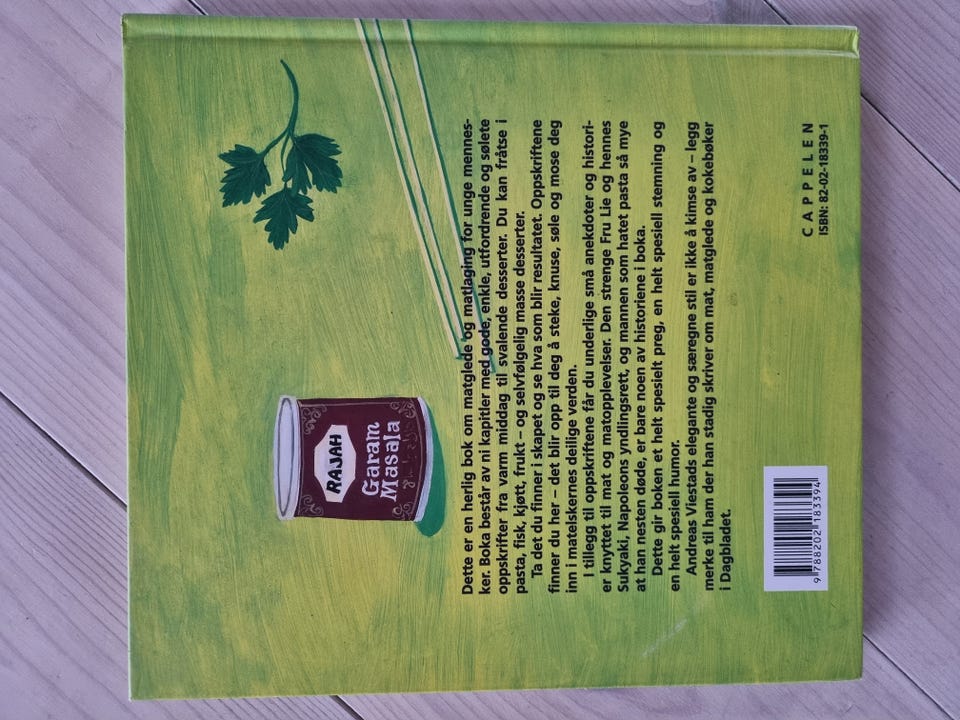 RAJAH
Garam
Masala
Dette er en herlig bok om matglede og matlaging for unge mennes-
ker. Boka består av ni kapitler med gode, enkle, utfordrende og sølete
oppskrifter fra varm middag til svalende desserter. Du kan fråtse i
pasta, fisk, kjøtt, frukt – og selvfølgelig masse desserter.
Ta det du finner i skapet og se hva som blir resultatet. Oppskriftene
finner du her – det blir opp til deg å steke, knuse, søle og mose deg
inn i matelskernes deilige verden.
I tillegg til oppskriftene får du underlige små anekdoter og histori-
er knyttet til mat og matopplevelser. Den strenge Fru Lie og hennes
Sukyaki, Napoleons yndlingsrett, og mannen som hatet pasta så mye
at han nesten døde, er bare noen av historiene i boka.
Dette gir boken et helt spesielt preg, en helt spesiell stemning og
en helt spesiell humor.
Andreas Viestads elegante og særegne stil er ikke å kimse av – legg
merke til ham der han stadig skriver om mat, matglede og kokebøker
i Dagbladet.
CAPPELEN
ISBN: 82-02-18339-1
9 788202 183394